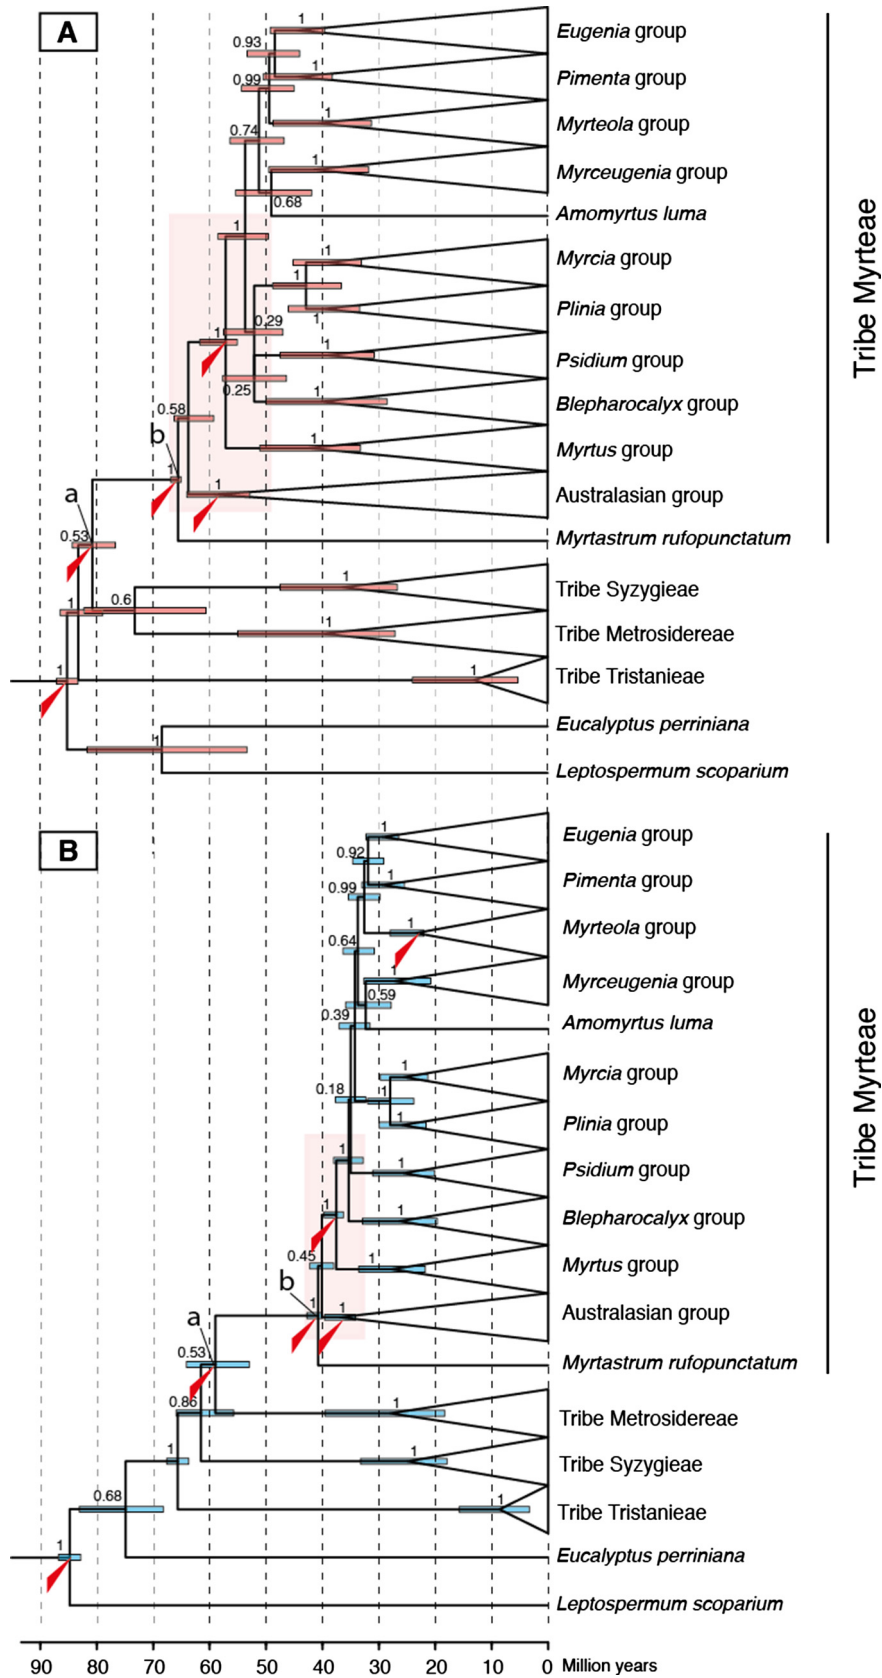 A
1
Eugenia group
0.93
1
Pimenta group
0.99
1
Myrteola group
0.74
1
Myrceugenia group
0.68
Amomyrtus luma
1
1
Myrcia group
1
1
Plinia group
0.29
1
1
Psidium group
0.25
1
Blepharocalyx group
0.58
b
1
Myrtus group
1
1
Australasian group
a
0.53
Myrtastrum rufopunctatum
Tribe Myrteae
1
0.6
1
Tribe Syzygieae
1
Tribe Metrosidereae
1
1
Tribe Tristanieae
Eucalyptus perriniana
1
Leptospermum scoparium
B
1
Eugenia group
0.92
1
Pimenta group
0.99
1
Myrteola group
0.64
1
Myrceugenia group
0.59
0.39
Amomyrtus luma
1
Myrcia group
0.18
1
1
Plinia group
1
1
Psidium group
1
1
Blepharocalyx group
0.45
1
Myrtus group
b
1
1
Australasian group
a
0.53
Myrtastrum rufopunctatum
Tribe Myrteae
0.86
1
Tribe Metrosidereae
1
1
Tribe Syzygieae
0.68
1
Tribe Tristanieae
1
Eucalyptus perriniana
Leptospermum scoparium
90 80 70 60 50 40 30 20 10 0 Million years